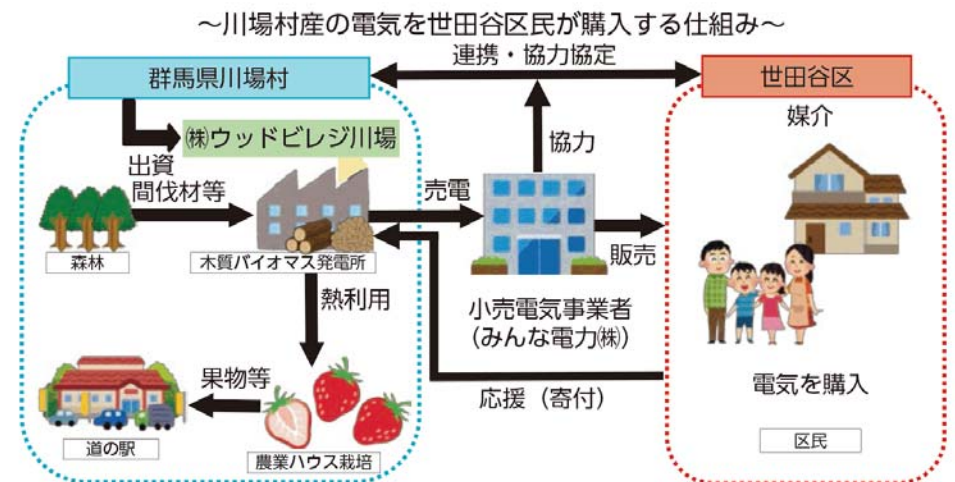 ～川場村産の電気を世田谷区民が購入する仕組み～
連携・協力協定
群馬県川場村
世田谷区
媒介
㈱ウッドビレジ川場
協力
出資
間伐材等
売電
販売
森林
木質バイオマス発電所
熱利用
小売電気事業者
(みんな電力㈱)
果物等
応援（寄付）
電気を購入
道の駅
農業ハウス栽培
区民